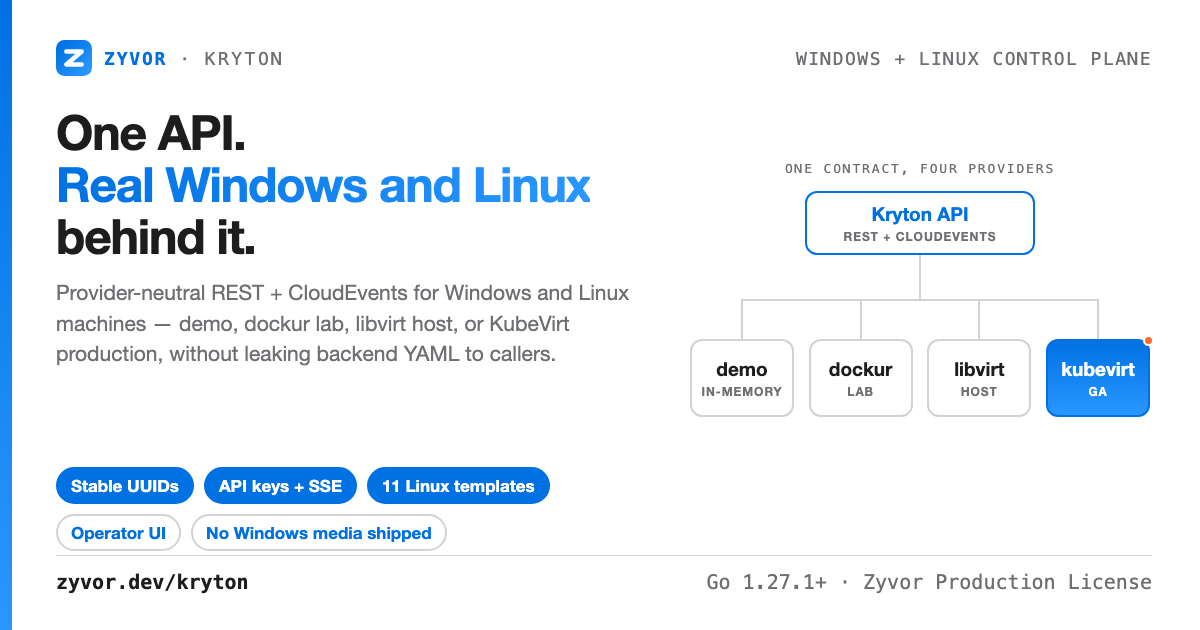 Z ZYVOR · KRYTON
WINDOWS + LINUX CONTROL PLANE
One API.
Real Windows and Linux
behind it.
Provider-neutral REST + CloudEvents for Windows and Linux
machines — demo, dockur lab, libvirt host, or KubeVirt
production, without leaking backend YAML to callers.
ONE CONTRACT, FOUR PROVIDERS
Kryton API
REST + CLOUDEVENTS
demo
IN-MEMORY
dockur
LAB
libvirt
HOST
kubevirt
GA
Stable UUIDs
API keys + SSE
11 Linux templates
Operator UI
No Windows media shipped
zyvor.dev/kryton
Go 1.27.1+ · Zyvor Production License